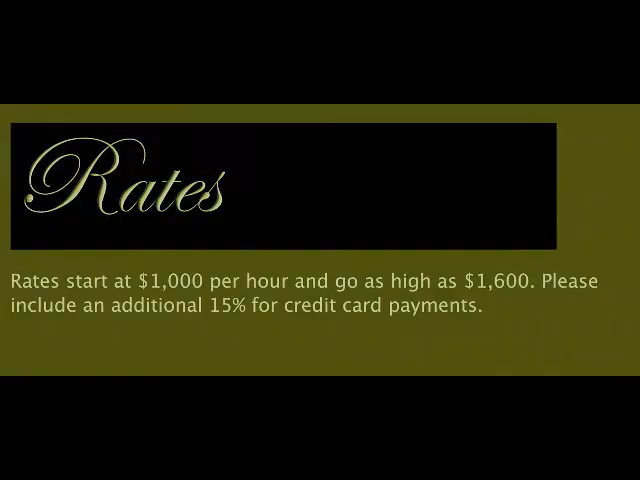 Rates
Rates start at $1,000 per hour and go as high as $1,600. Please
include an additional 15% for credit card payments.